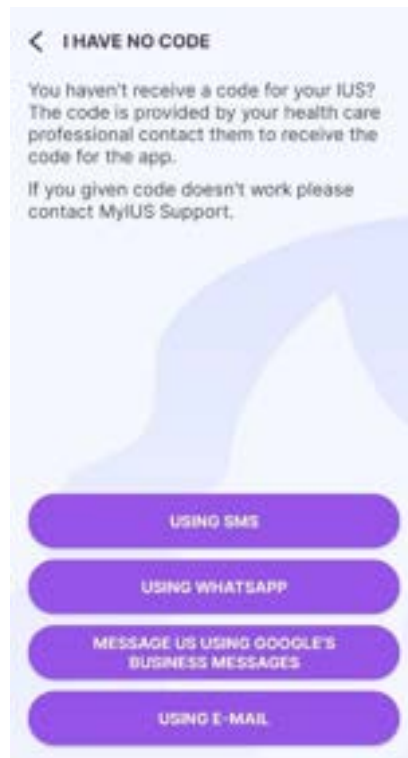 I HAVE NO CODE
You haven't receive a code for your IUS?
The code is provided by your health care
professional contact them to receive the
code for the app.
If you given code doesn't work please
contact MyIUS Support.
USING SMS
USING WHATSAPP
MESSAGE US USING GOOGLE'S
BUSINESS MESSAGES
USING E-MAIL